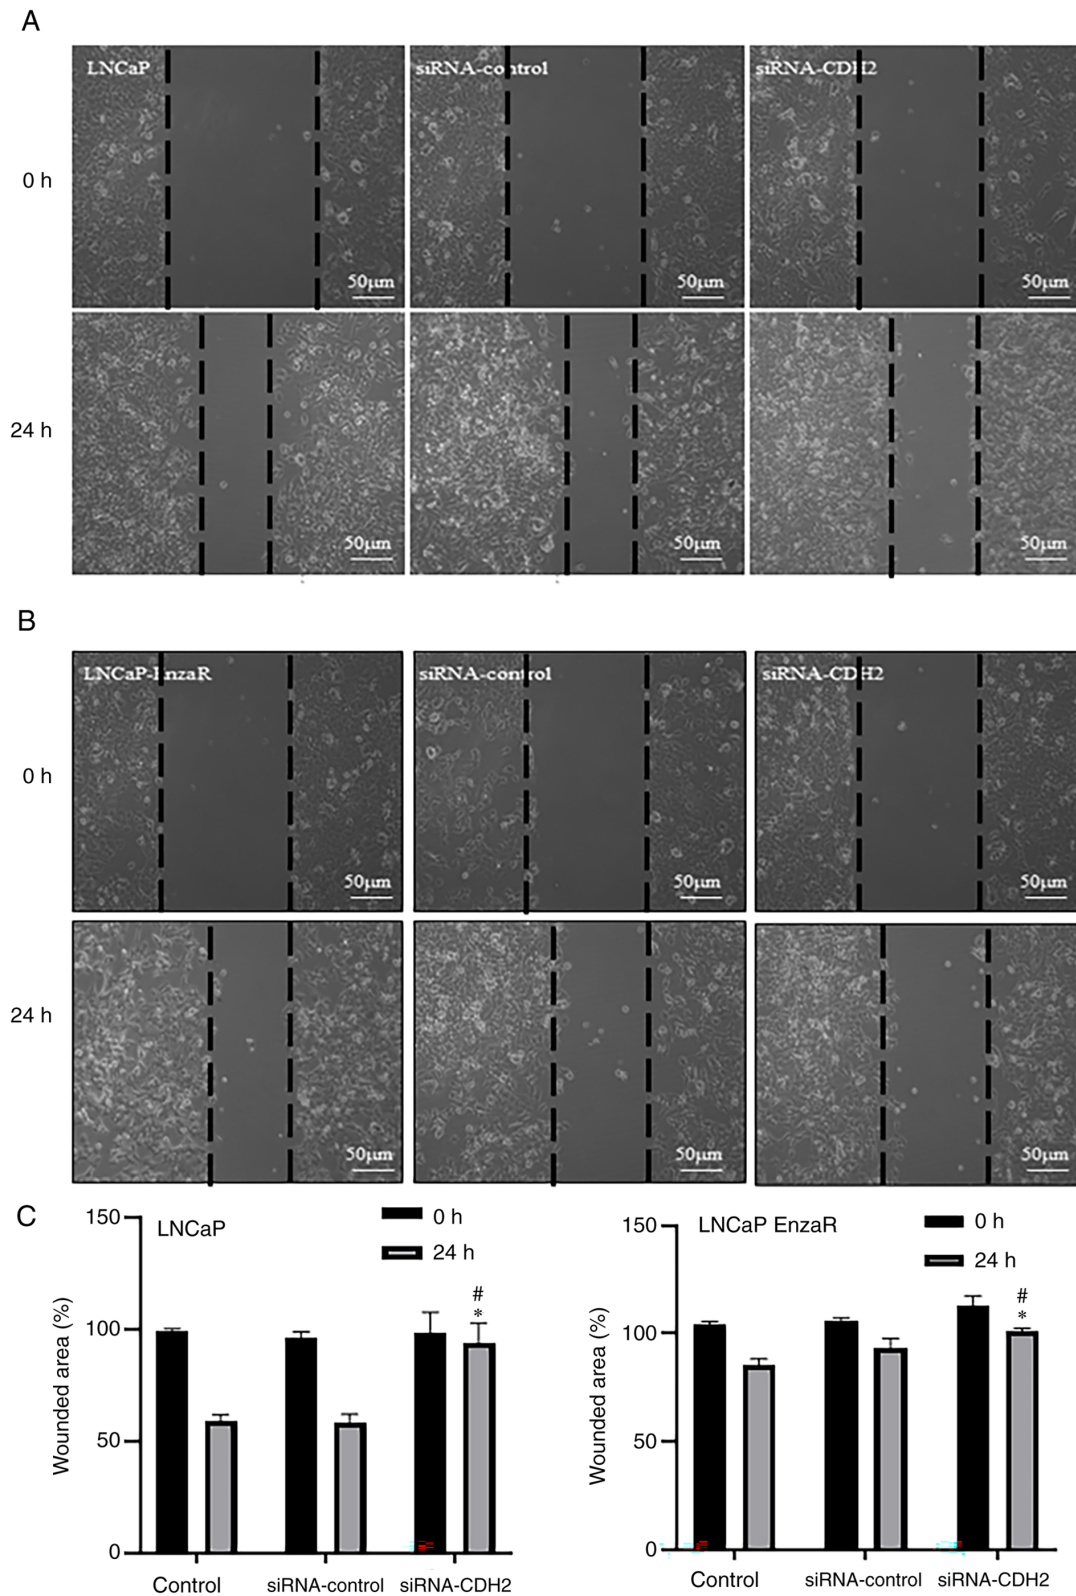 A
LNCaP siRNA-control siRNA-CDH2
0 h
50μm 50μm 50μm
24 h
50μm 50μm 50μm
B
LNCaP-EnzaR siRNA-control siRNA-CDH2
0 h
50μm 50μm 50μm
24 h
50μm 50μm 50μm
C
LNCaP
0 h
24 h
Wounded area (%)
150
100
50
0
#
*
Control siRNA-control siRNA-CDH2
LNCaP EnzaR
0 h
24 h
Wounded area (%)
150
100
50
0
#
*
Control siRNA-control siRNA-CDH2